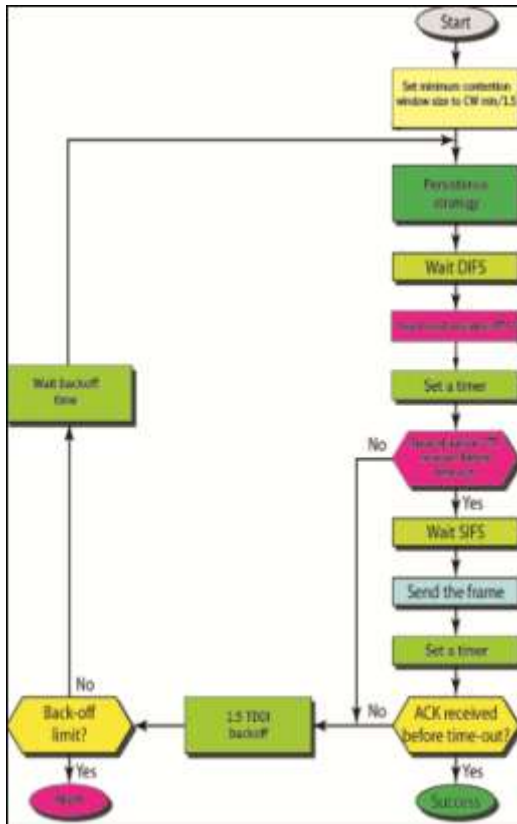 Start
Set minimum contention
window size to CW min/1.5
Persistence
strategy
Wait DIFS
Set a timer
No
Yes
Wait SIFS
Send the frame
Set a timer
ACK received
before time-out?
No
Yes
Success
1.5
backoff
Back-off
limit?
No
Yes
Wait backoff
time